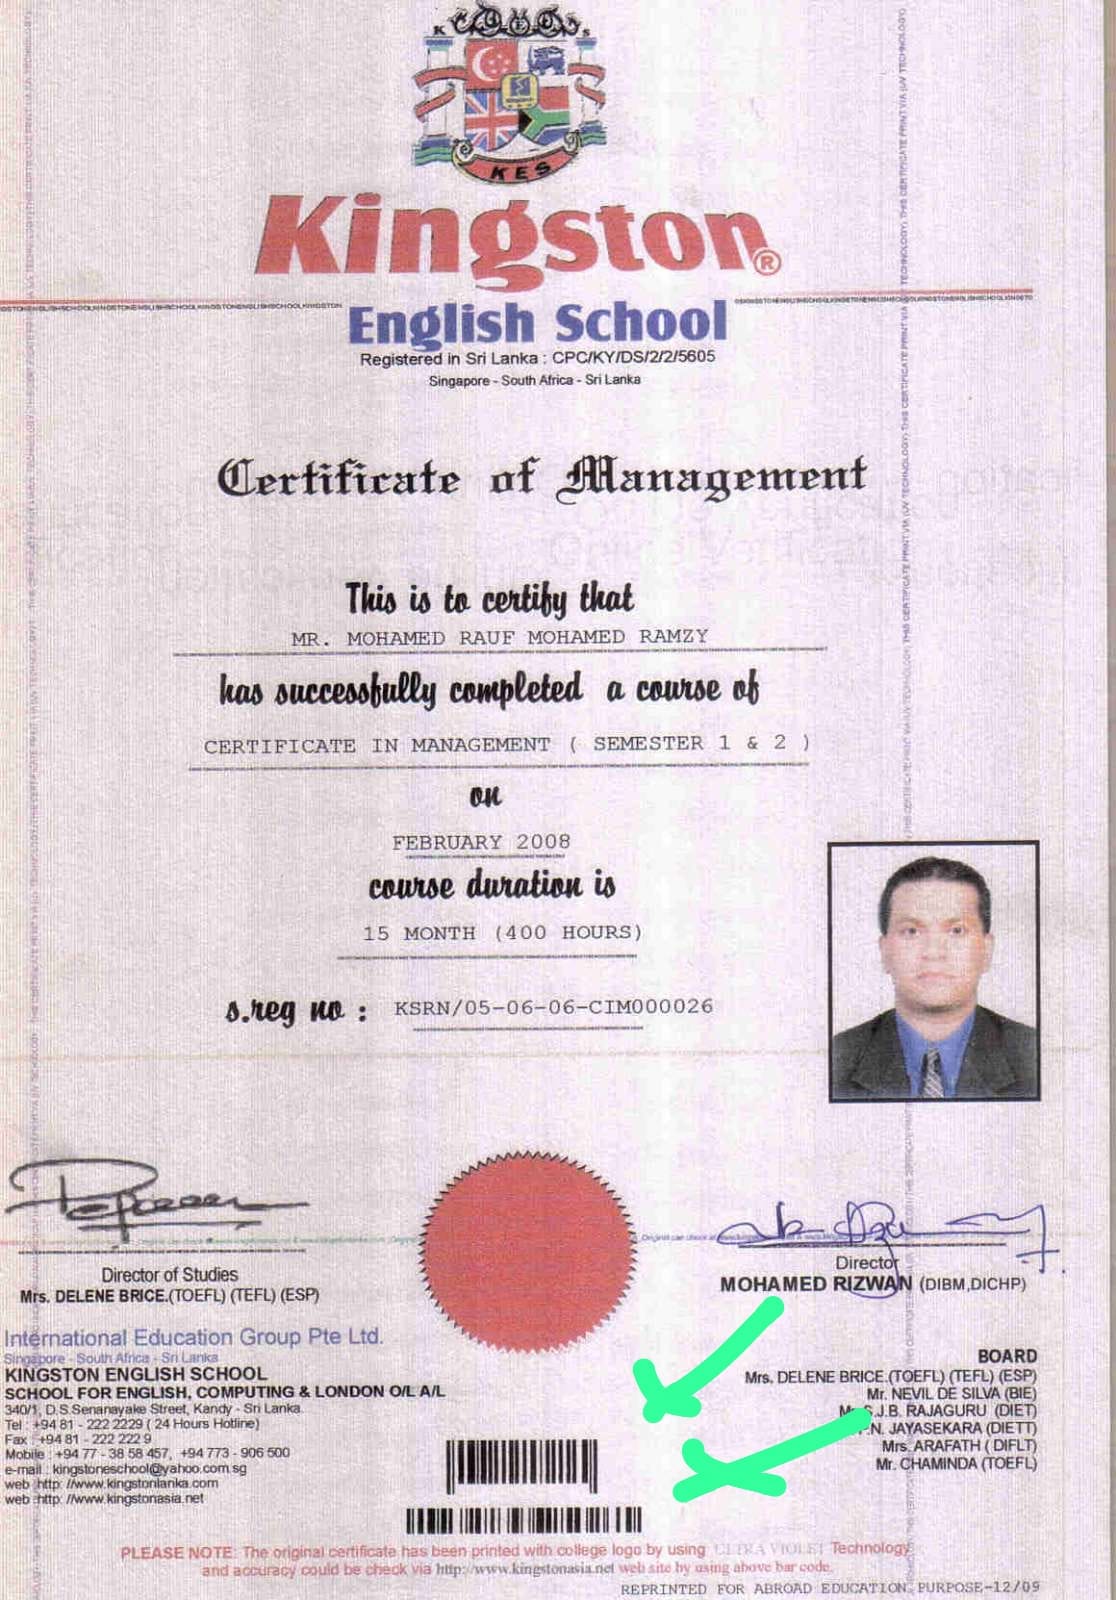 K I E D S
KES
Kingston®
English School
Registered in Sri Lanka : CPC/KY/DS/2/2/5605
Singapore - South Africa - Sri Lanka
Certificate of Management
This is to certify that
MR. MOHAMED RAUF MOHAMED RAMZY
has successfully completed a course of
CERTIFICATE IN MANAGEMENT ( SEMESTER 1 & 2 )
on
FEBRUARY 2008
course duration is
15 MONTH (400 HOURS)
s.reg no : KSRN/05-06-06-CIM000026
Director of Studies
Mrs. DELENE BRICE.(TOEFL) (TEFL) (ESP)
Director
MOHAMED RIZWAN (DIBM,DICHP)
International Education Group Pte Ltd.
Singapore - South Africa - Sri Lanka
KINGSTON ENGLISH SCHOOL
SCHOOL FOR ENGLISH, COMPUTING & LONDON O/L A/L
340/1, D.S.Senanayake Street, Kandy - Sri Lanka.
Tel : +94 81 - 222 2229 ( 24 Hours Hotline)
Fax : +94 81 - 222 222 9
Mobile : +94 77 - 38 58 457, +94 773 - 906 500
e-mail : kingstoneschool@yahoo.com.sg
web :http: //www.kingstonlanka.com
web :http: //www.kingstonasia.net
BOARD
Mrs. DELENE BRICE.(TOEFL) (TEFL) (ESP)
Mr. NEVIL DE SILVA (BIE)
S.J.B. RAJAGURU (DIET)
N. JAYASEKARA (DIETT)
Mrs. ARAFATH ( DIFLT)
Mr. CHAMINDA (TOEFL)
PLEASE NOTE: The original certificate has been printed with college logo by using ULTRA VIOLET Technology
and accuracy could be check via http://www.kingstonasia.net web site by using above bar code.
REPRINTED FOR ABROAD EDUCATION PURPOSE-12/09